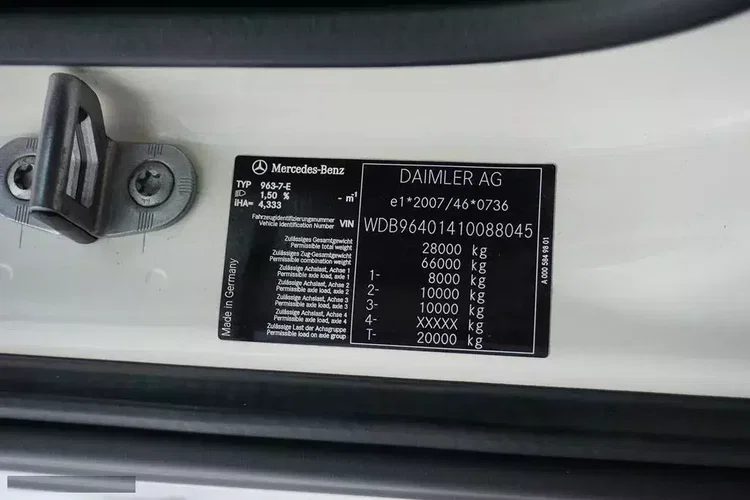 Mercedes-Benz
TYP 963-7-E
1,50 % - m⁻¹
iHA= 4,333
Fahrzeugidentifizierungsnummer
Vehicle Identification Number VIN
Zulässiges Gesamtgewicht
Permissible total weight
Zulässiges Zug-Gesamtgewicht
Permissible combination weight
Zulässige Achslast, Achse 1
Permissible axle load, axle 1
Zulässige Achslast, Achse 2
Permissible axle load, axle 2
Zulässige Achslast, Achse 3
Permissible axle load, axle 3
Zulässige Achslast, Achse 4
Permissible axle load, axle 4
Zulässige Last der Achsgruppe
Permissible load on axle group
Made in Germany
DAIMLER AG
e1*2007/46*0736
WDB96401410088045
28000 kg
66000 kg
1- 8000 kg
2- 10000 kg
3- 10000 kg
4- XXXXX kg
T- 20000 kg
A 000 584 98 01